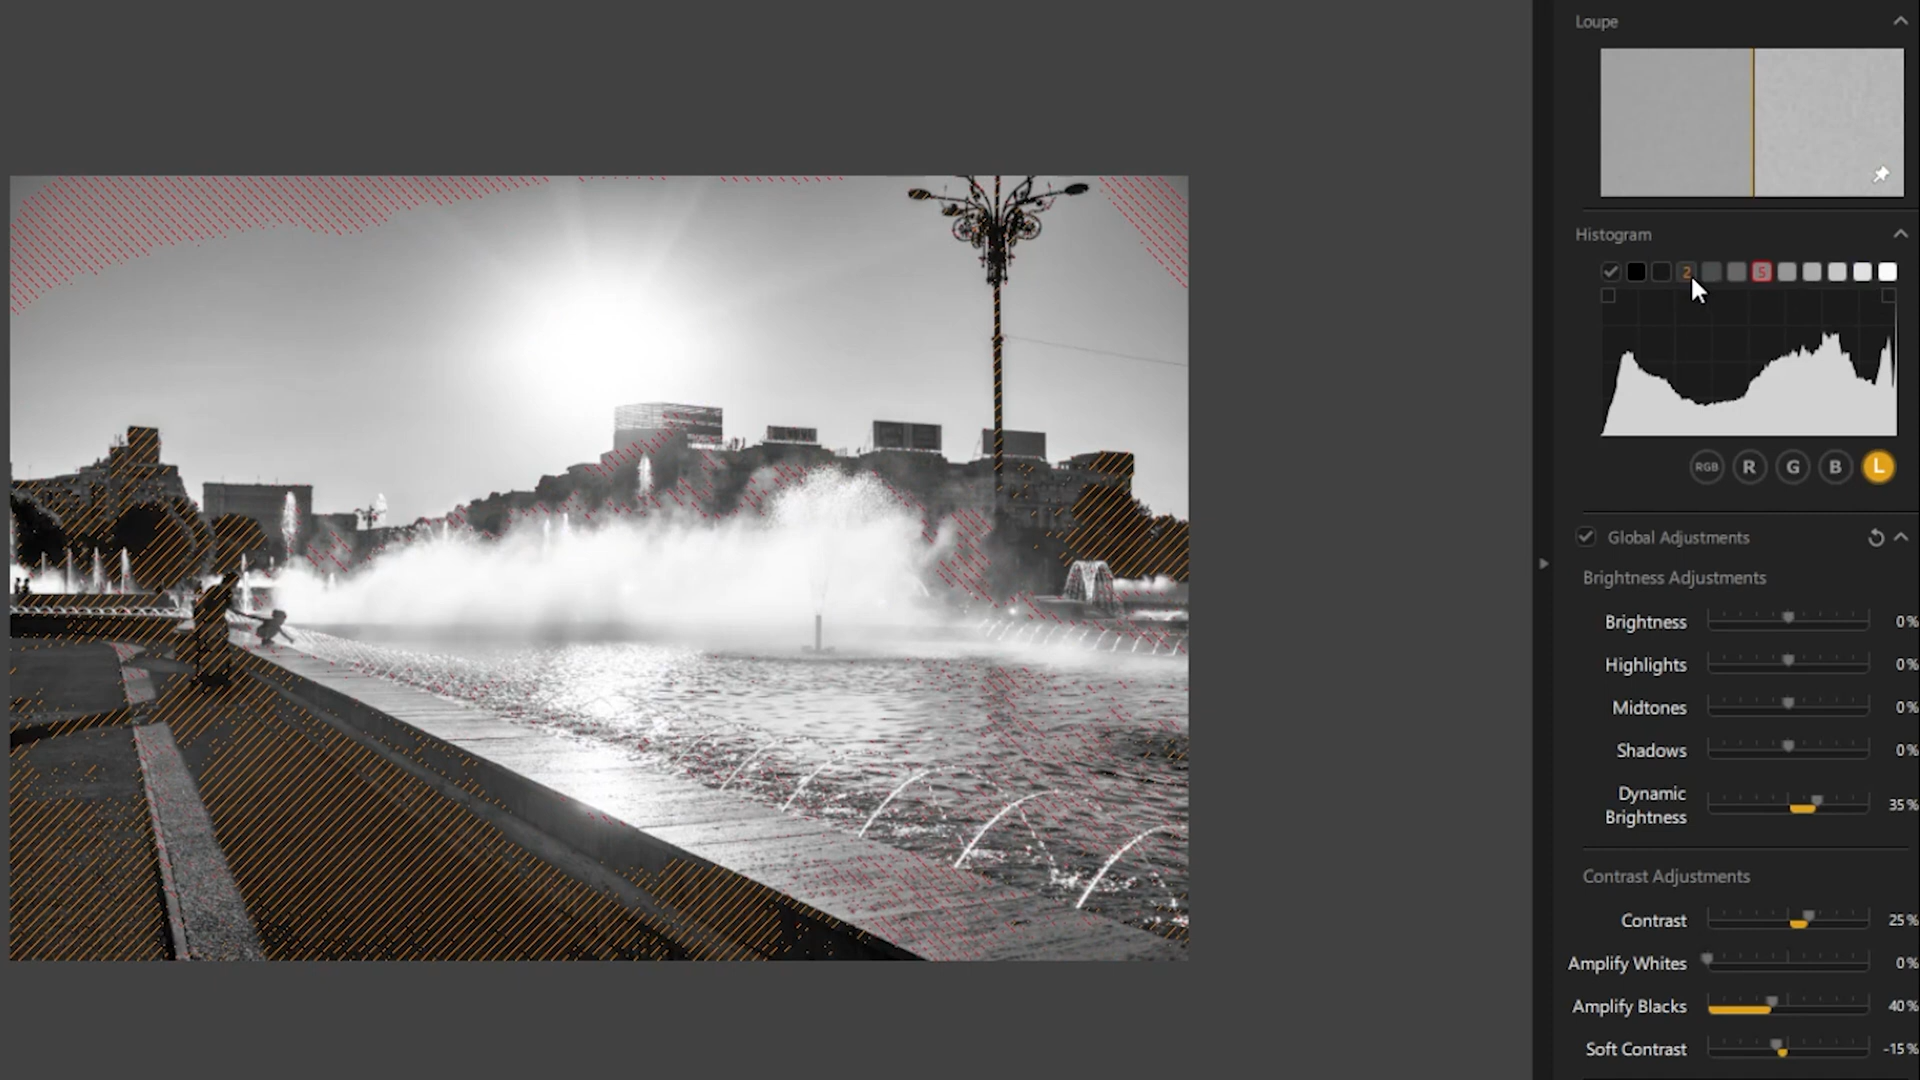 Loupe
Histogram
2
5
RGB R G B L
Global Adjustments
Brightness Adjustments
Brightness 0%
Highlights 0%
Midtones 0%
Shadows 0%
Dynamic
Brightness 35%
Contrast Adjustments
Contrast 25%
Amplify Whites 0%
Amplify Blacks 40%
Soft Contrast -15%